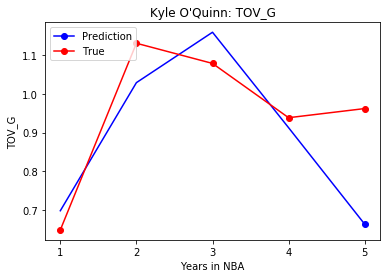 Kyle O'Quinn: TOV_G
Prediction
True
TOV_G
1.1
1.0
0.9
0.8
0.7
1 2 3 4 5
Years in NBA